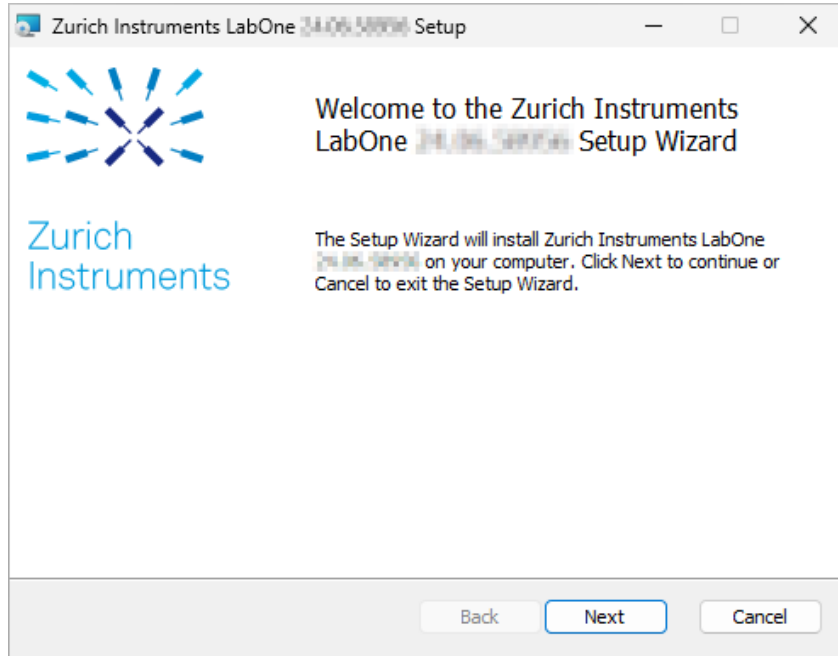 Zurich Instruments LabOne Setup
Welcome to the Zurich Instruments
LabOne Setup Wizard
Zurich
Instruments
The Setup Wizard will install Zurich Instruments LabOne
on your computer. Click Next to continue or
Cancel to exit the Setup Wizard.
Back
Next
Cancel